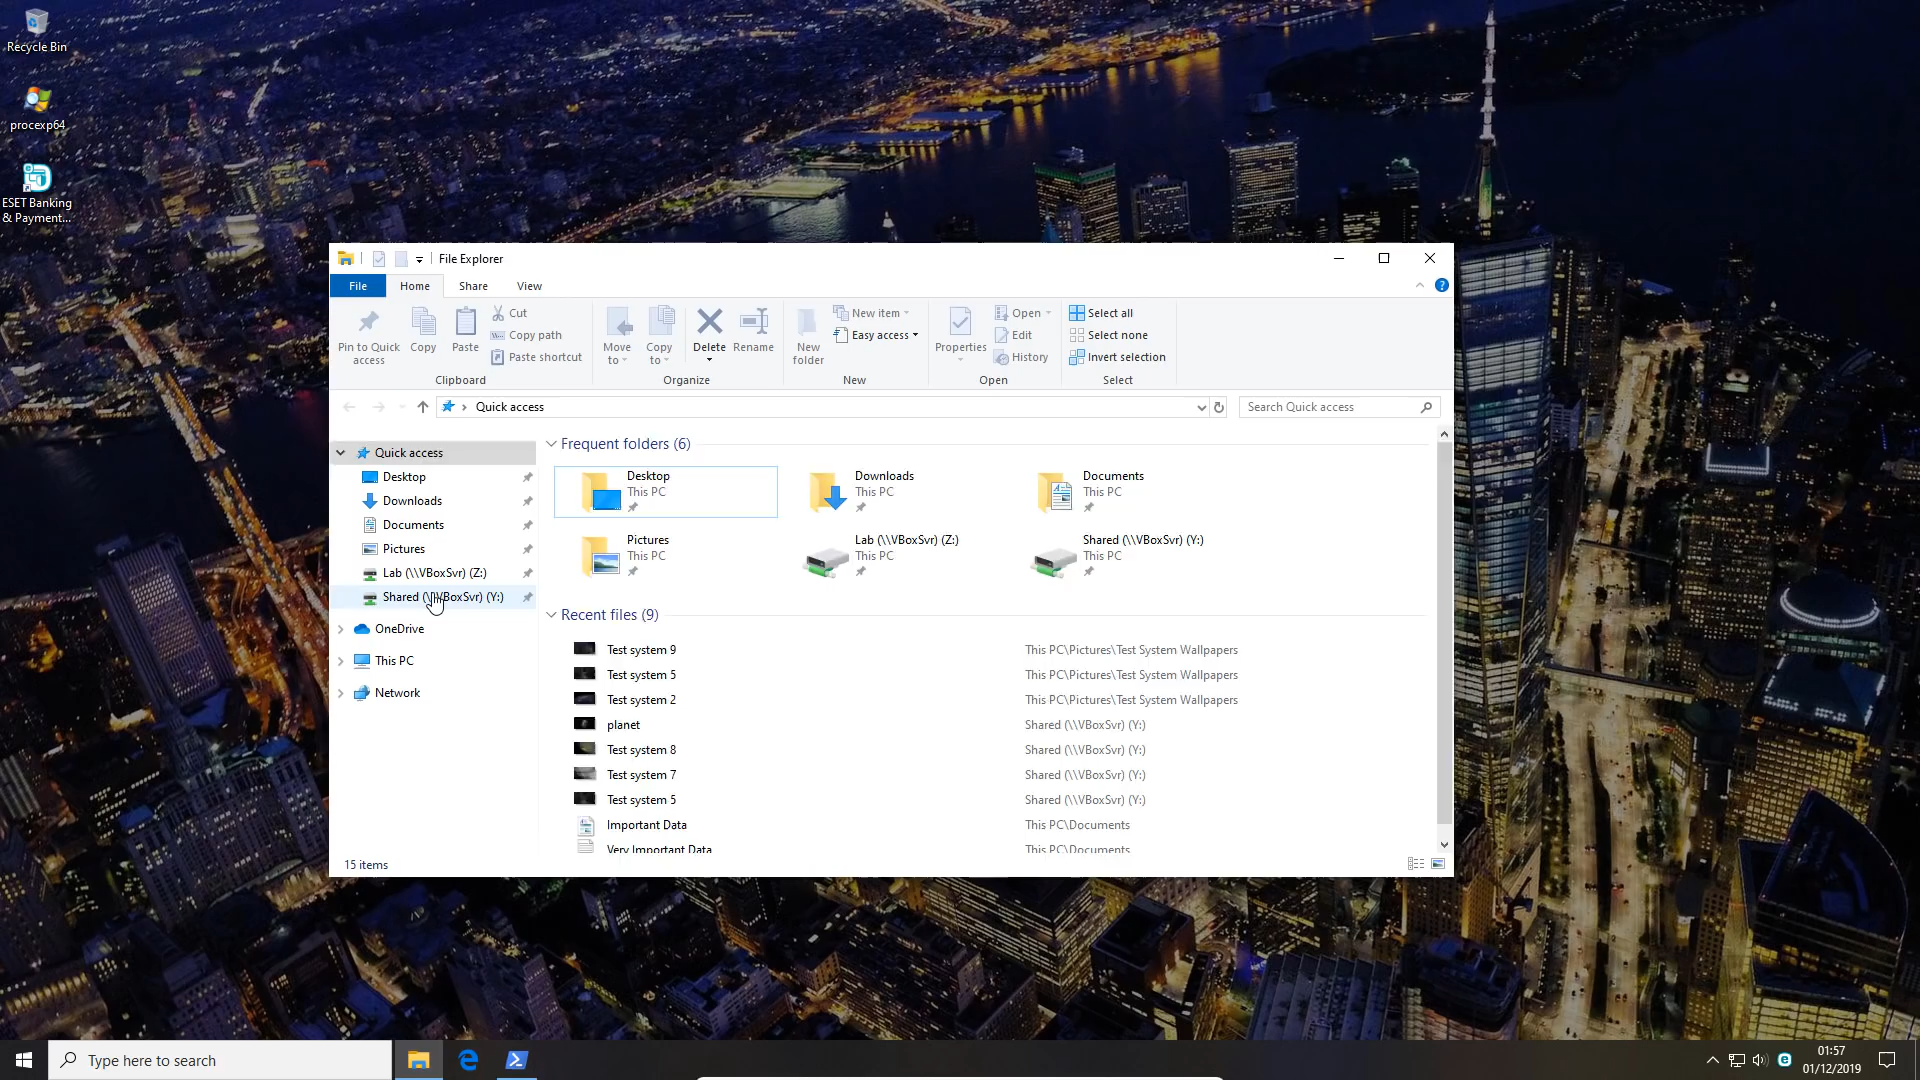 Recycle Bin
procexp64
ESET Banking
& Payment...
File Explorer
File
Home
Share
View
Pin to Quick
access
Copy
Paste
Cut
Copy path
Paste shortcut
Clipboard
Move
to
Copy
to
Delete
Rename
Organize
New
folder
New item
Easy access
New
Properties
Open
Edit
History
Open
Select all
Select none
Invert selection
Select
Quick access
Search Quick access
Quick access
Desktop
Downloads
Documents
Pictures
Lab (\\VBoxSvr) (Z:)
Shared (\\VBoxSvr) (Y:)
OneDrive
This PC
Network
Frequent folders (6)
Desktop
This PC
Downloads
This PC
Documents
This PC
Pictures
This PC
Lab (\\VBoxSvr) (Z:)
This PC
Shared (\\VBoxSvr) (Y:)
This PC
Recent files (9)
Test system 9 This PC\Pictures\Test System Wallpapers
Test system 5 This PC\Pictures\Test System Wallpapers
Test system 2 This PC\Pictures\Test System Wallpapers
planet Shared (\\VBoxSvr) (Y:)
Test system 8 Shared (\\VBoxSvr) (Y:)
Test system 7 Shared (\\VBoxSvr) (Y:)
Test system 5 Shared (\\VBoxSvr) (Y:)
Important Data This PC\Documents
Very Important Data This PC\Documents
15 items
Type here to search
01:57
01/12/2019